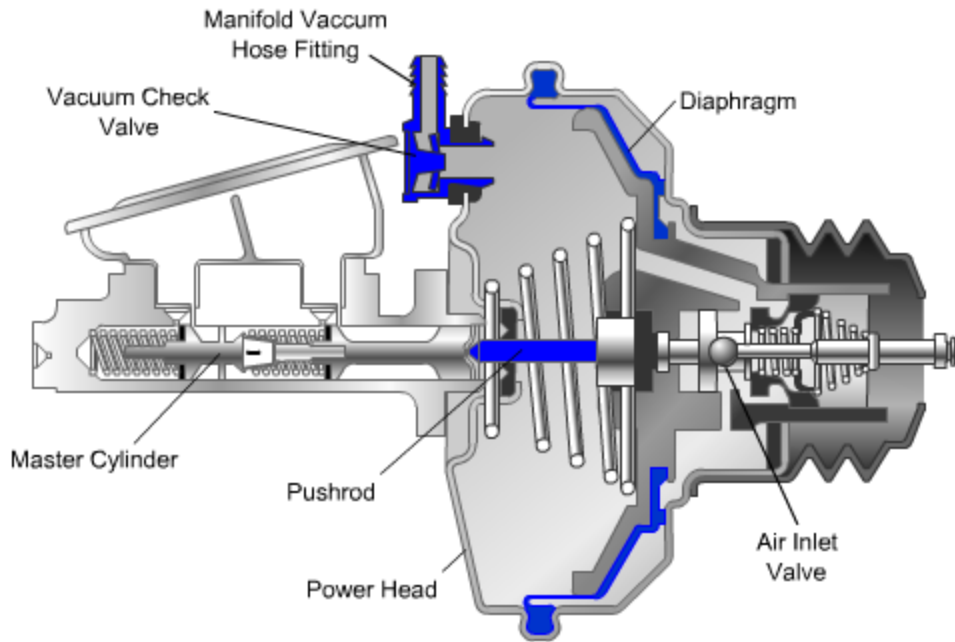 Manifold Vaccum
Hose Fitting
Vacuum Check
Valve
Diaphragm
Master Cylinder
Pushrod
Power Head
Air Inlet
Valve